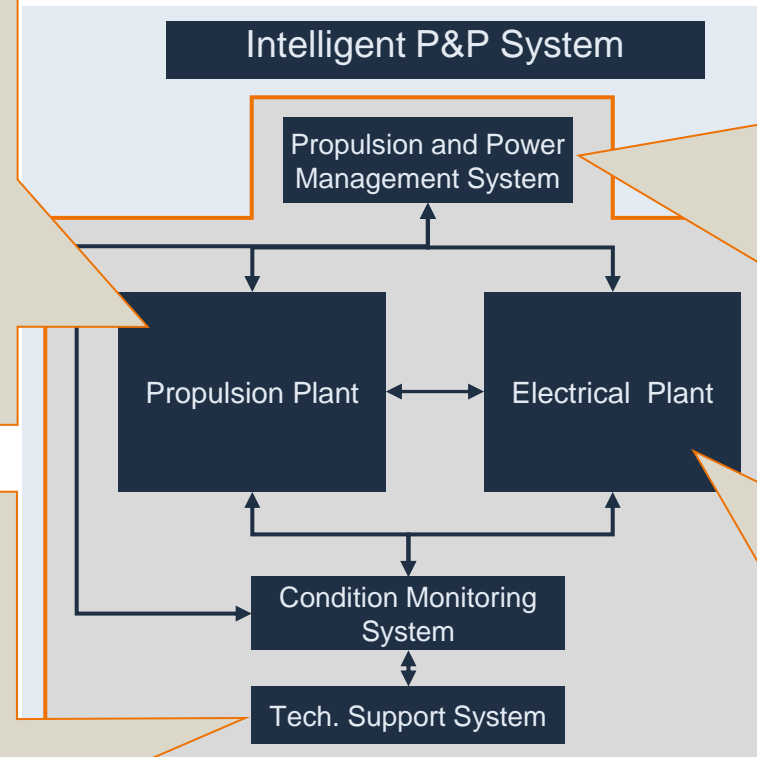 Intelligent P&P System
Propulsion and Power
Management System
Propulsion Plant
Electrical Plant
Condition Monitoring
System
Tech. Support System